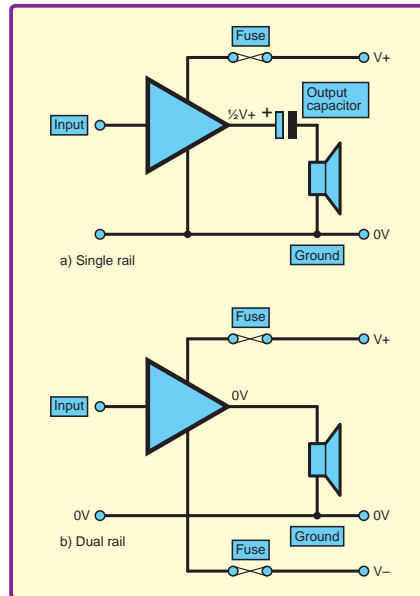 Fuse
V+
Output
capacitor
½V+
+
Input
0V
Ground
a) Single rail
Fuse
V+
Input
0V
0V
0V
Ground
b) Dual rail
Fuse
V–